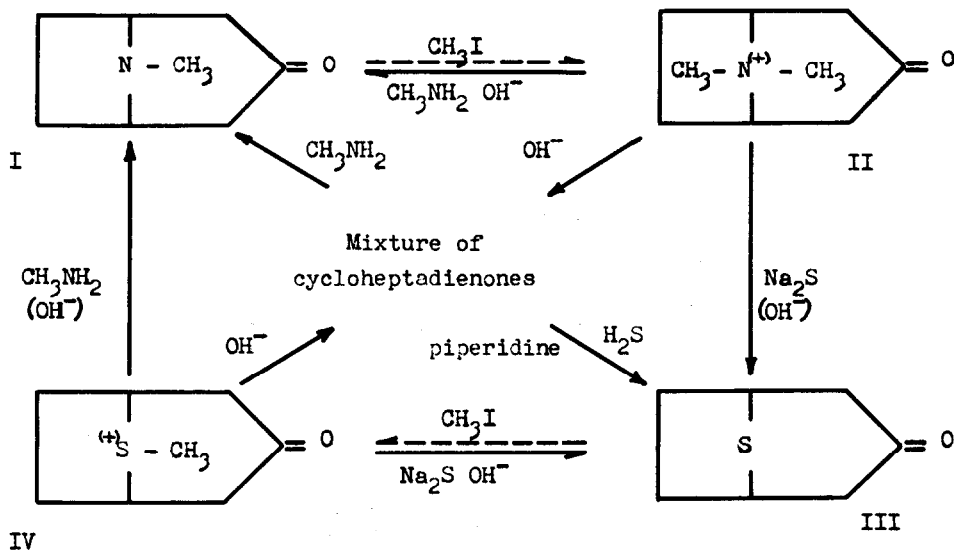 CH3I
N – CH3
O
CH3 – N(+) – CH3
O
CH3NH2 OH⁻
I
CH3NH2
OH⁻
II
Mixture of
cycloheptadienones
CH3NH2
(OH⁻)
Na2S
(OH⁻)
OH⁻
piperidine
H2S
CH3I
(+)S – CH3
O
S
O
Na2S OH⁻
III
IV